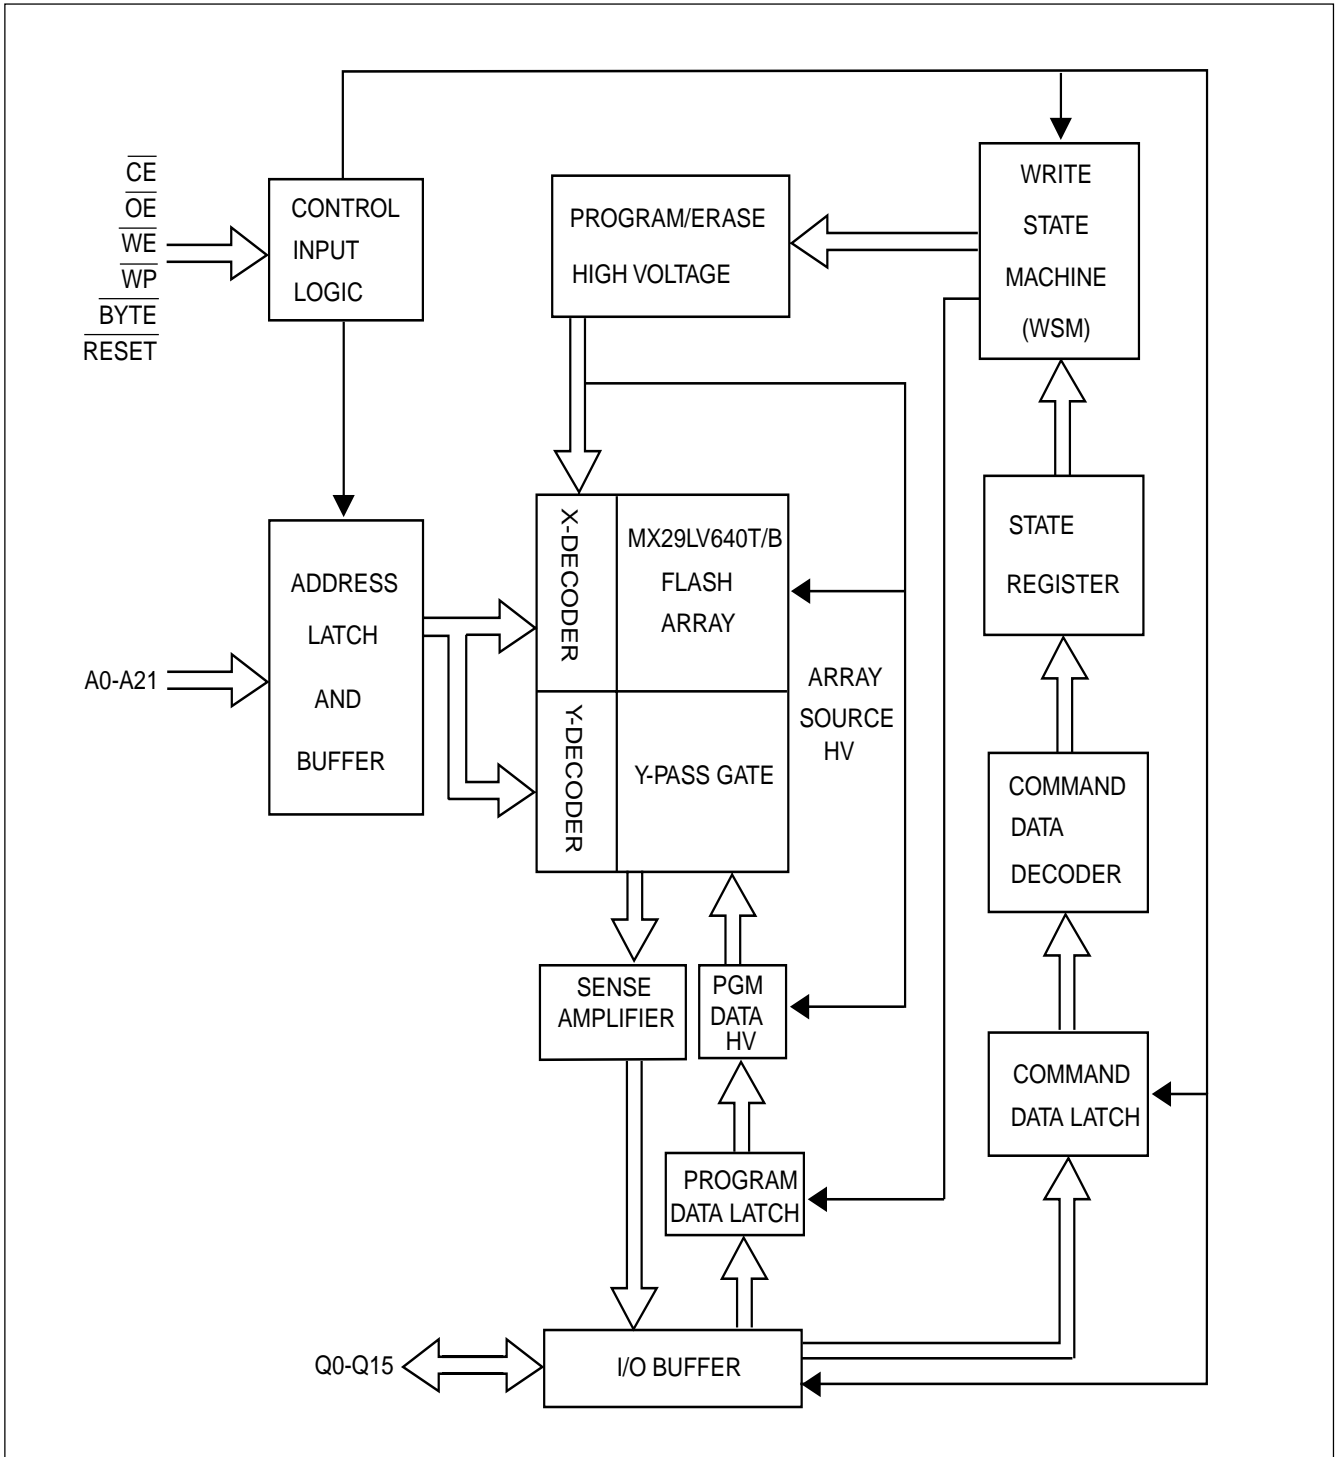 CE
OE
WE
WP
BYTE
RESET
CONTROL
INPUT
LOGIC
PROGRAM/ERASE
HIGH VOLTAGE
WRITE
STATE
MACHINE
(WSM)
STATE
REGISTER
ADDRESS
LATCH
AND
BUFFER
A0-A21
X-DECODER
MX29LV640T/B
FLASH
ARRAY
Y-DECODER
Y-PASS GATE
ARRAY
SOURCE
HV
COMMAND
DATA
DECODER
SENSE
AMPLIFIER
PGM
DATA
HV
COMMAND
DATA LATCH
PROGRAM
DATA LATCH
Q0-Q15
I/O BUFFER